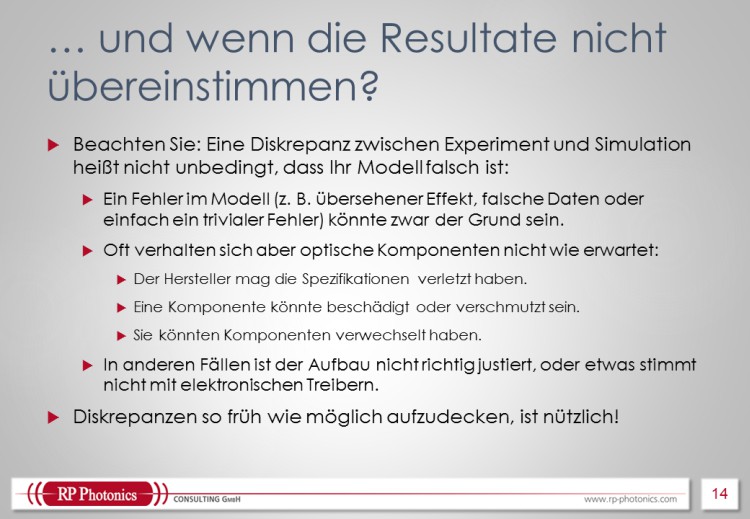 … und wenn die Resultate nicht
übereinstimmen?
Beachten Sie: Eine Diskrepanz zwischen Experiment und Simulation
heißt nicht unbedingt, dass Ihr Modell falsch ist:
Ein Fehler im Modell (z. B. übersehener Effekt, falsche Daten oder
einfach ein trivialer Fehler) könnte zwar der Grund sein.
Oft verhalten sich aber optische Komponenten nicht wie erwartet:
Der Hersteller mag die Spezifikationen verletzt haben.
Eine Komponente könnte beschädigt oder verschmutzt sein.
Sie könnten Komponenten verwechselt haben.
In anderen Fällen ist der Aufbau nicht richtig justiert, oder etwas stimmt
nicht mit elektronischen Treibern.
Diskrepanzen so früh wie möglich aufzudecken, ist nützlich!
RP Photonics CONSULTING GmbH
www.rp-photonics.com
14